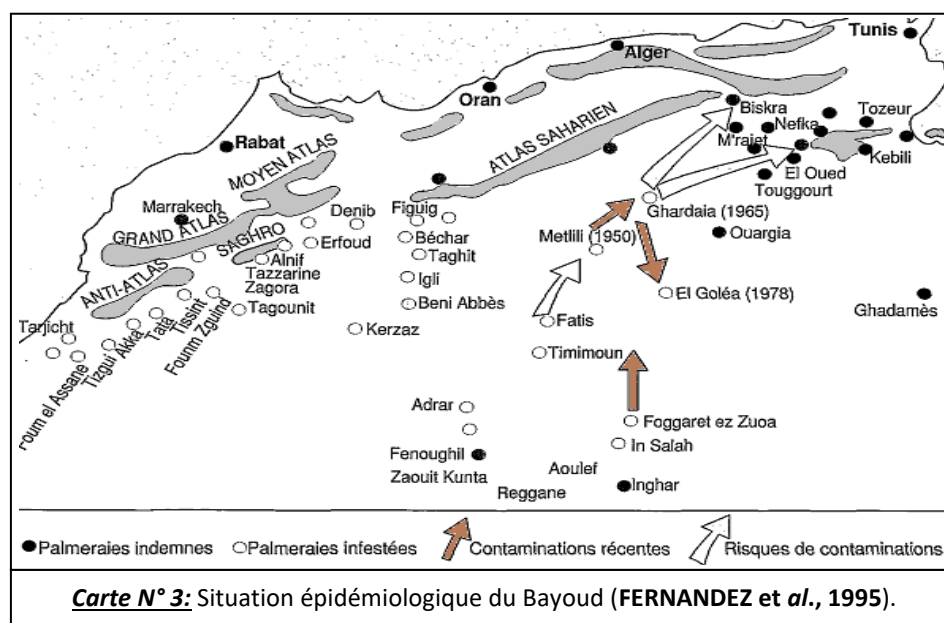 Tunis
Alger
Oran
Biskra
Tozeur
Nefka
M'rajet
Rabat
ATLAS SAHARIEN
MOYEN ATLAS
El Oued
Kebili
Touggourt
Marrakech
Denib
Figuig
Ghardaia (1965)
GRAND ATLAS
SAGHRO
Erfoud
Béchar
Metlili (1950)
Ouargia
Alnif
Taghit
ANTI-ATLAS
Tazzarine
Zagora
Igli
El Goléa (1978)
Tagounit
Beni Abbès
Ghadamès
Tarjicht
Tissint
Founm Zguind
Tata
Akka
Tizgui
Foum el Assane
Kerzaz
Fatis
Timimoun
Adrar
Foggaret ez Zuoa
In Salah
Fenoughil
Zaouit Kunta
Aoulef
Reggane
Inghar
Palmeraies indemnes Palmeraies infestées Contaminations récentes Risques de contaminations
Carte N° 3: Situation épidémiologique du Bayoud (FERNANDEZ et al., 1995).